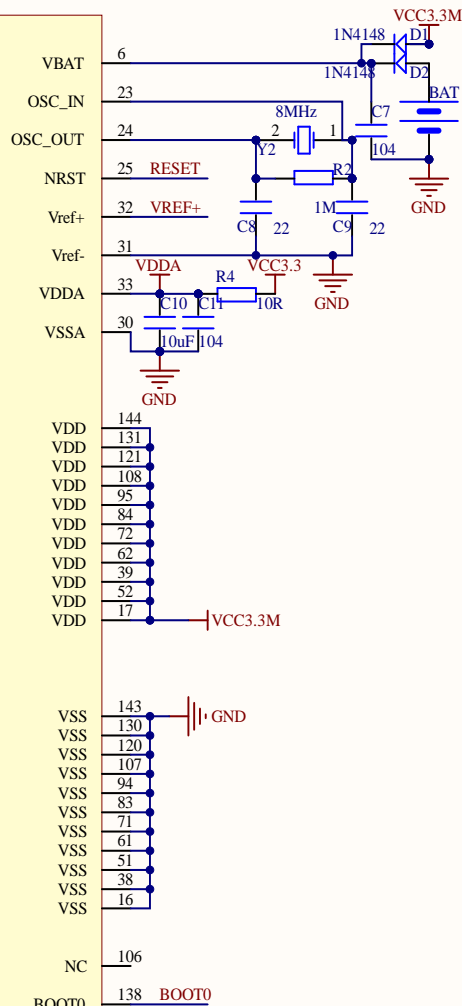 VCC3.3M
1N4148 D1
VBAT 6
1N4148 D2
OSC_IN 23
BAT
8MHz
C7
OSC_OUT 24
2 1
Y2
104
NRST 25 RESET
R2
GND
Vref+ 32 VREF+
1M
C8 22
C9 22
Vref- 31
VDDA
VCC3.3
R4
VDDA 33
GND
C10 C11 10R
VSSA 30
10uF 104
GND
VDD 144
VDD 131
VDD 121
VDD 108
VDD 95
VDD 84
VDD 72
VDD 62
VDD 39
VDD 52
VDD 17
VCC3.3M
VSS 143
GND
VSS 130
VSS 120
VSS 107
VSS 94
VSS 83
VSS 71
VSS 61
VSS 51
VSS 38
VSS 16
NC 106
BOOT0 138 BOOT0